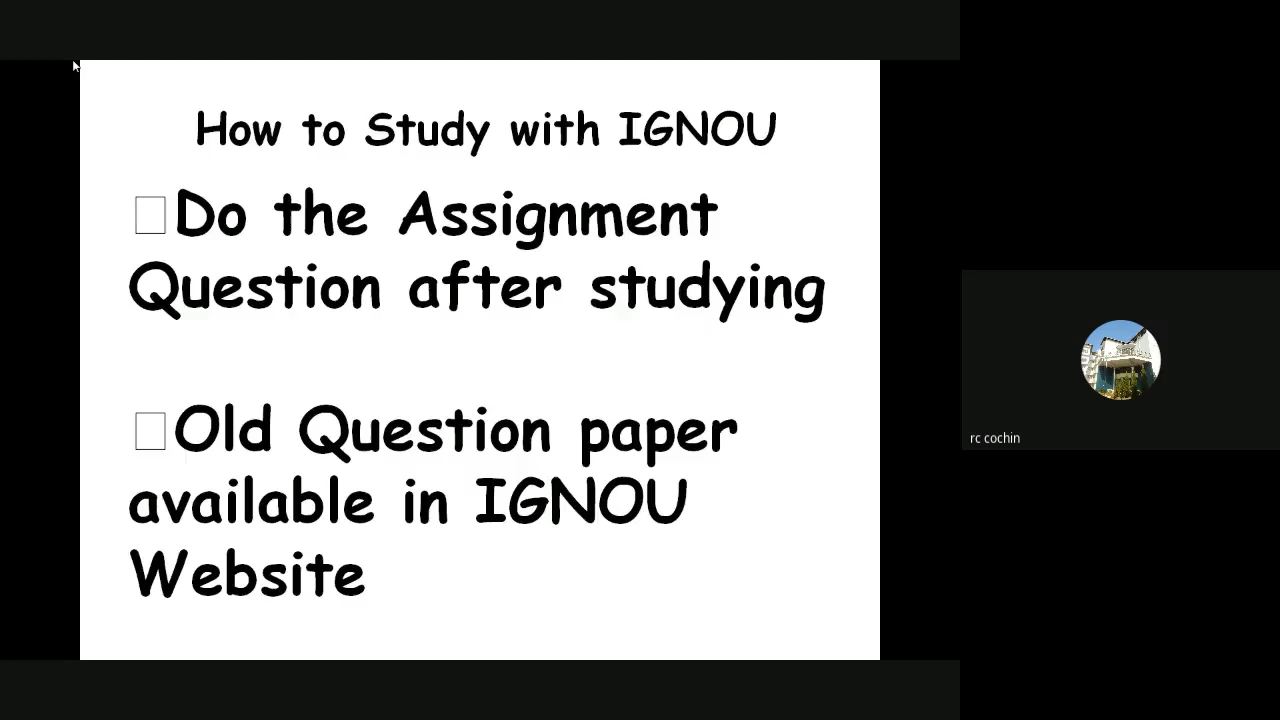 How to Study with IGNOU
Do the Assignment
Question after studying
Old Question paper
available in IGNOU
Website
rc cochin